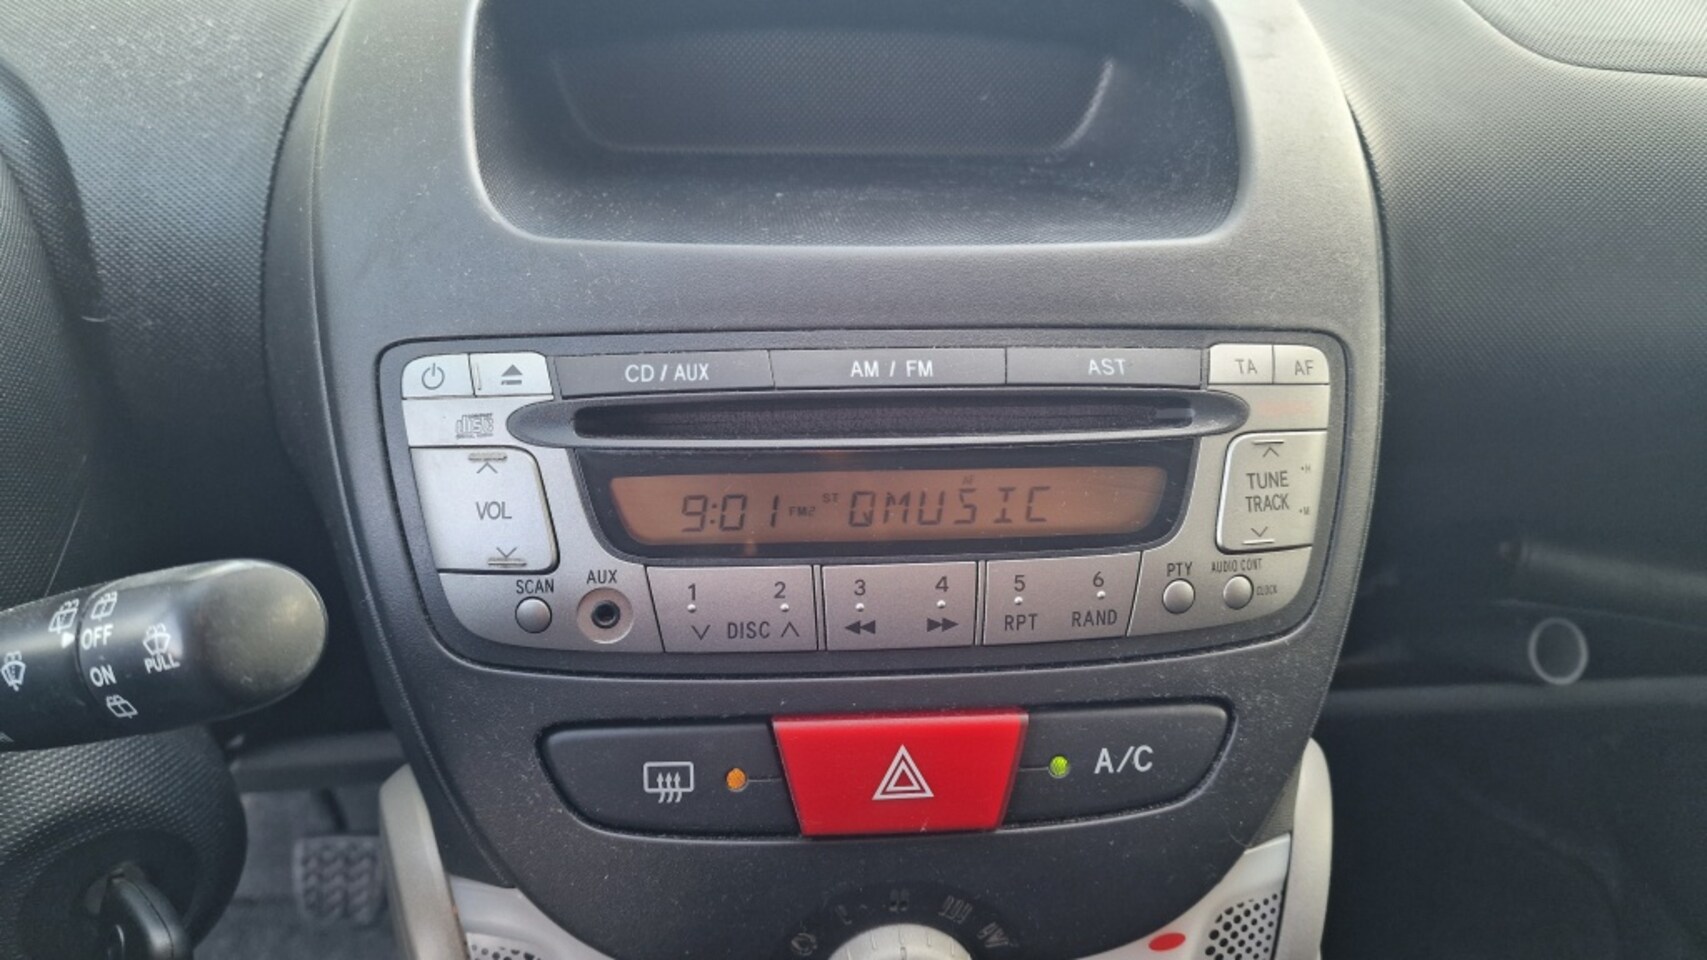 CD / AUX
AM / FM
AST
TA
AF
disc
VOL
9:01 FM2 ST QMUSIC
TUNE
TRACK
SCAN
AUX
1
2
3
4
5
6
DISC
RPT
RAND
PTY
AUDIO CONT
CLOCK
OFF
ON
PULL
A/C